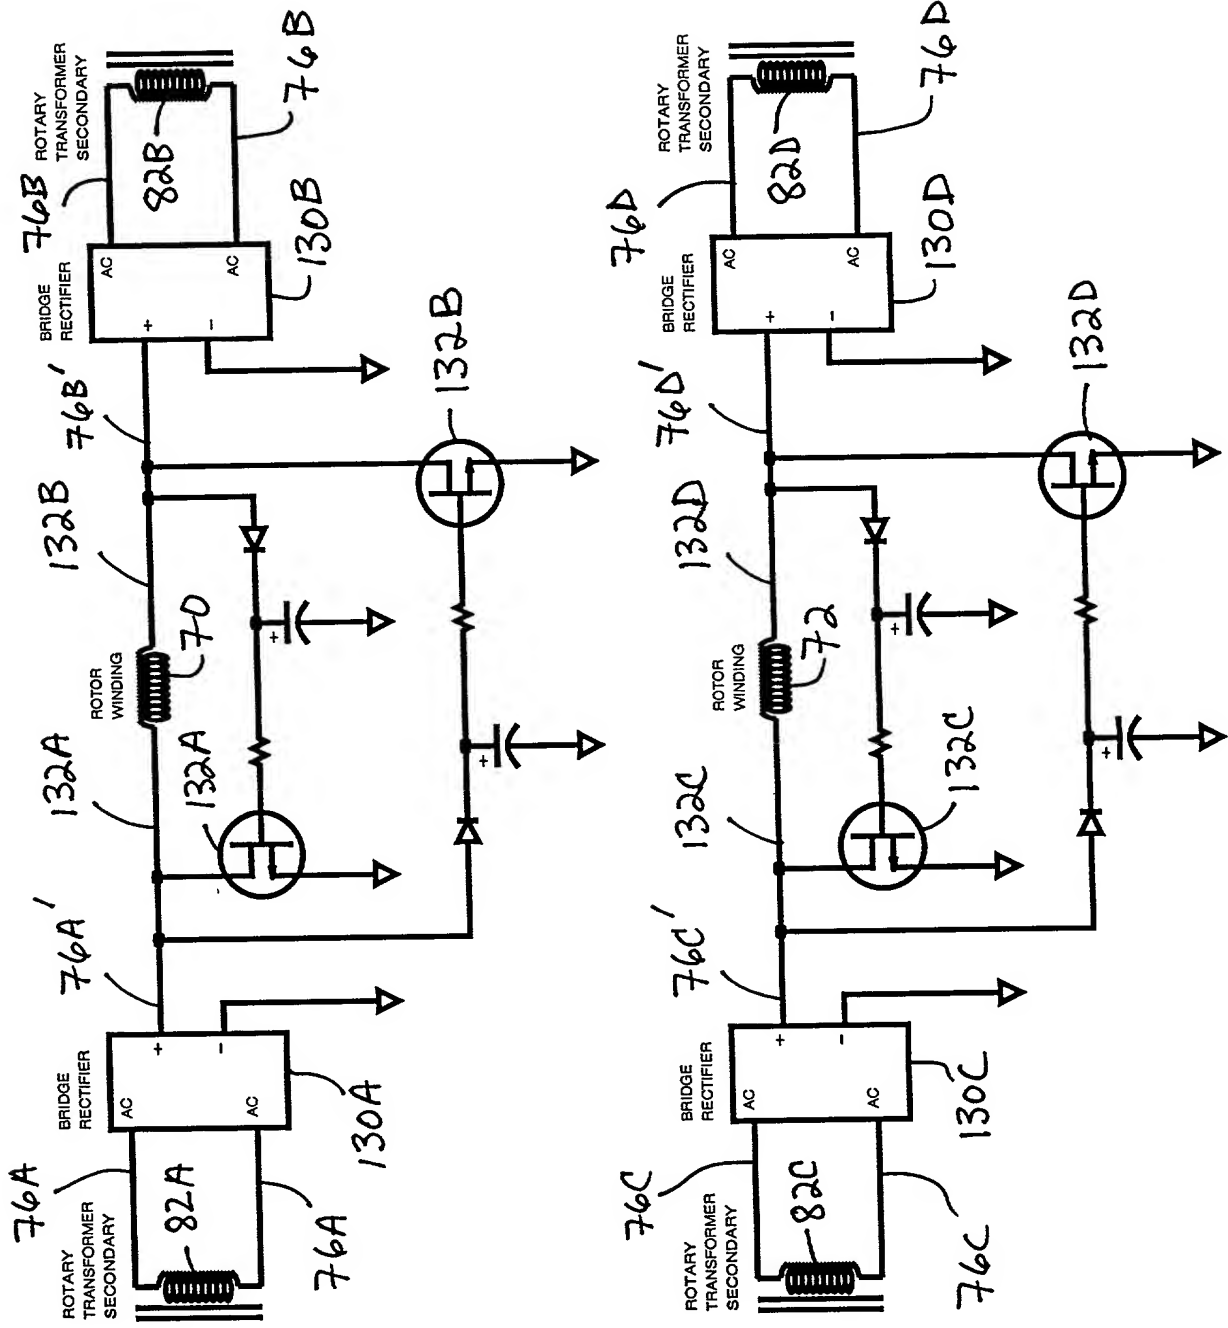 76A
ROTARY
TRANSFORMER
SECONDARY
82A
76A
BRIDGE
RECTIFIER
AC
AC
+
-
130A
76A'
132A
132A
ROTOR
WINDING
70
+
+
132B
132B
76B'
BRIDGE
RECTIFIER
+
-
AC
AC
130B
76B
ROTARY
TRANSFORMER
SECONDARY
82B
76B
76C
ROTARY
TRANSFORMER
SECONDARY
82C
76C
BRIDGE
RECTIFIER
AC
AC
+
-
130C
76C'
132C
132C
ROTOR
WINDING
72
+
+
132D
132D
76D'
BRIDGE
RECTIFIER
+
-
AC
AC
130D
76D
ROTARY
TRANSFORMER
SECONDARY
82D
76D